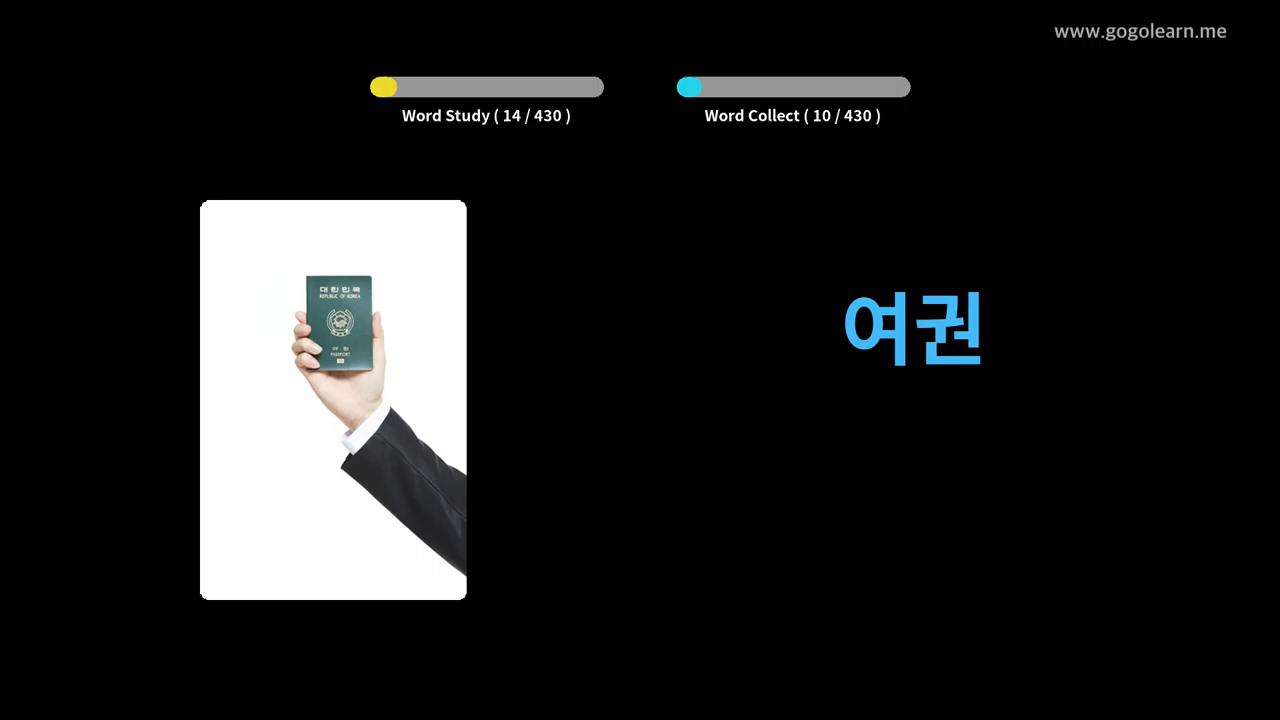 www.gogolearn.me
Word Study ( 14 / 430 )
Word Collect ( 10 / 430 )
대한민국
REPUBLIC OF KOREA
여권
PASSPORT
여권